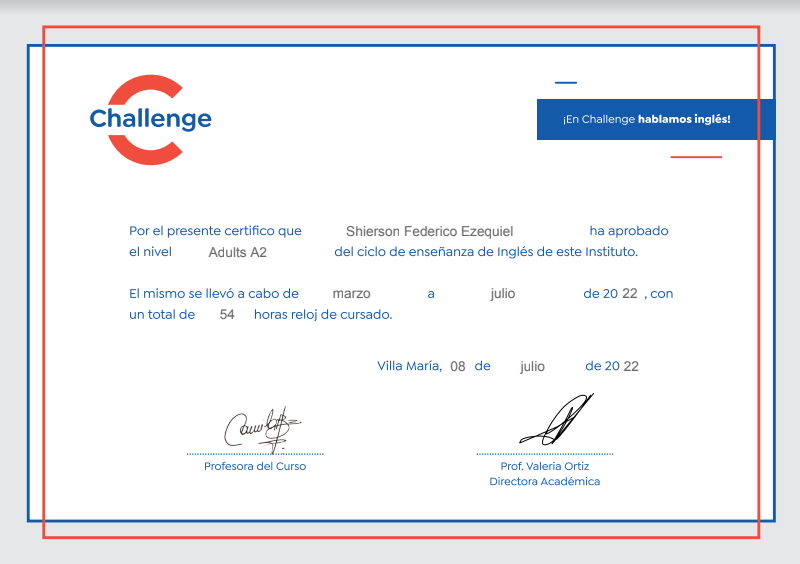 Challenge
¡En Challenge hablamos inglés!
Por el presente certifico que Shierson Federico Ezequiel ha aprobado
el nivel Adults A2 del ciclo de enseñanza de Inglés de este Instituto.
El mismo se llevó a cabo de marzo a julio de 20 22 , con
un total de 54 horas reloj de cursado.
Villa María, 08 de julio de 20 22
Profesora del Curso
Prof. Valeria Ortiz
Directora Académica